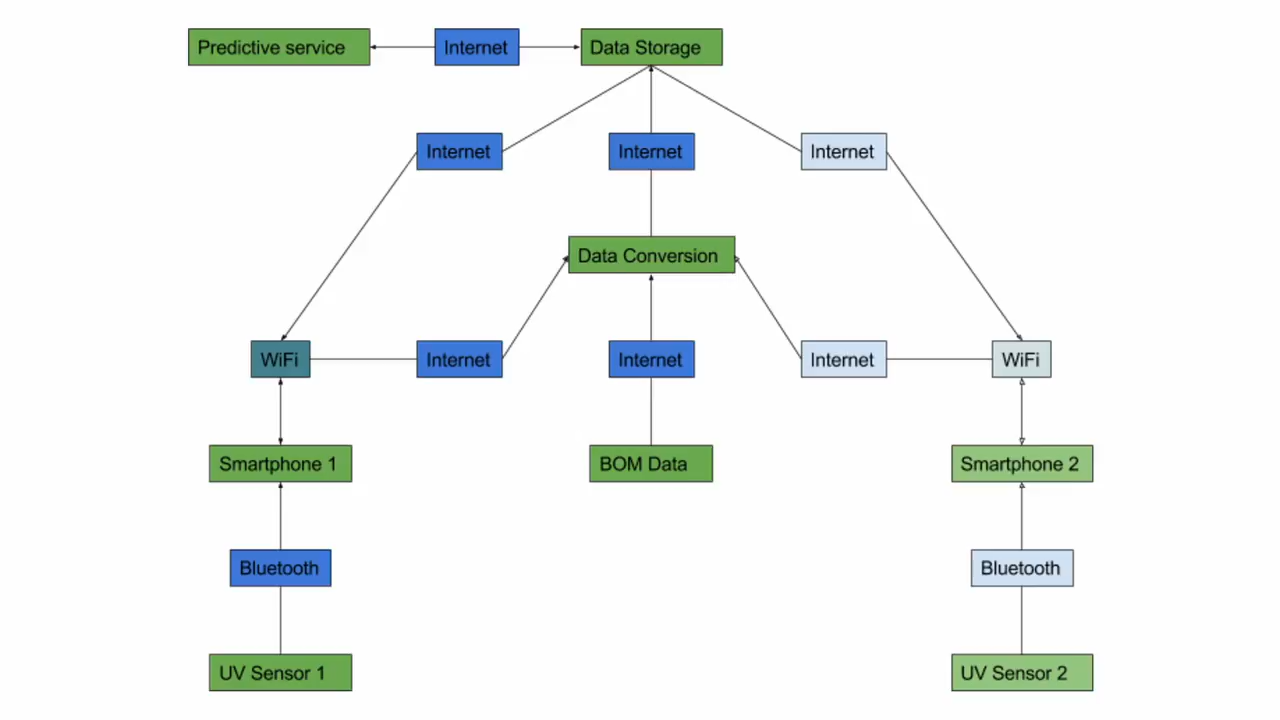 Predictive service
Internet
Data Storage
Internet
Internet
Internet
Data Conversion
WiFi
Internet
Internet
Internet
WiFi
Smartphone 1
BOM Data
Smartphone 2
Bluetooth
Bluetooth
UV Sensor 1
UV Sensor 2